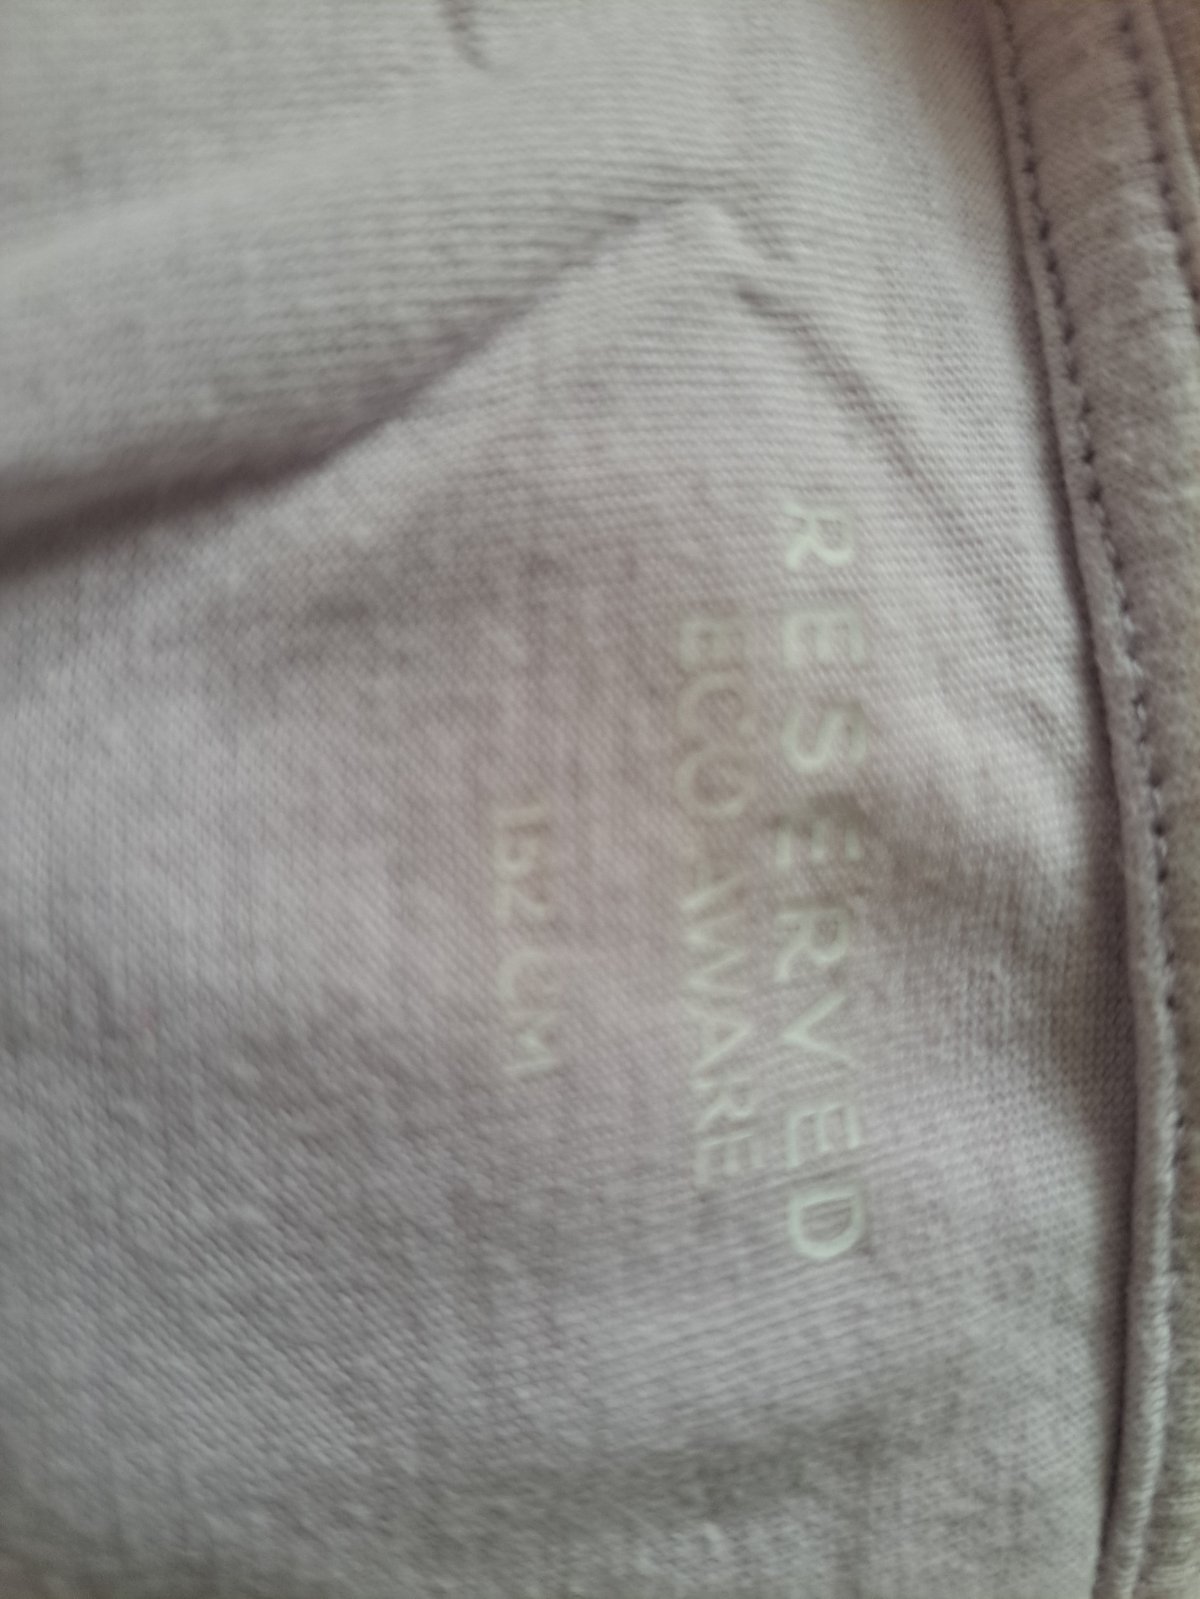 RESERVED
ECO AWARE
152 CM